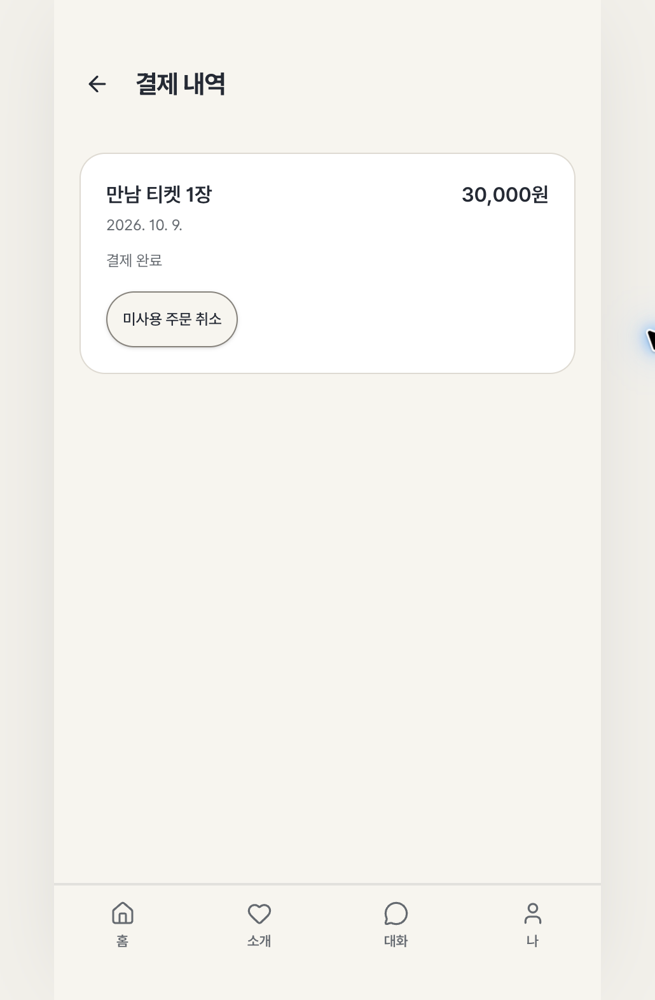 결제 내역
만남 티켓 1장
30,000원
2026. 10. 9.
결제 완료
미사용 주문 취소
홈
소개
대화
나